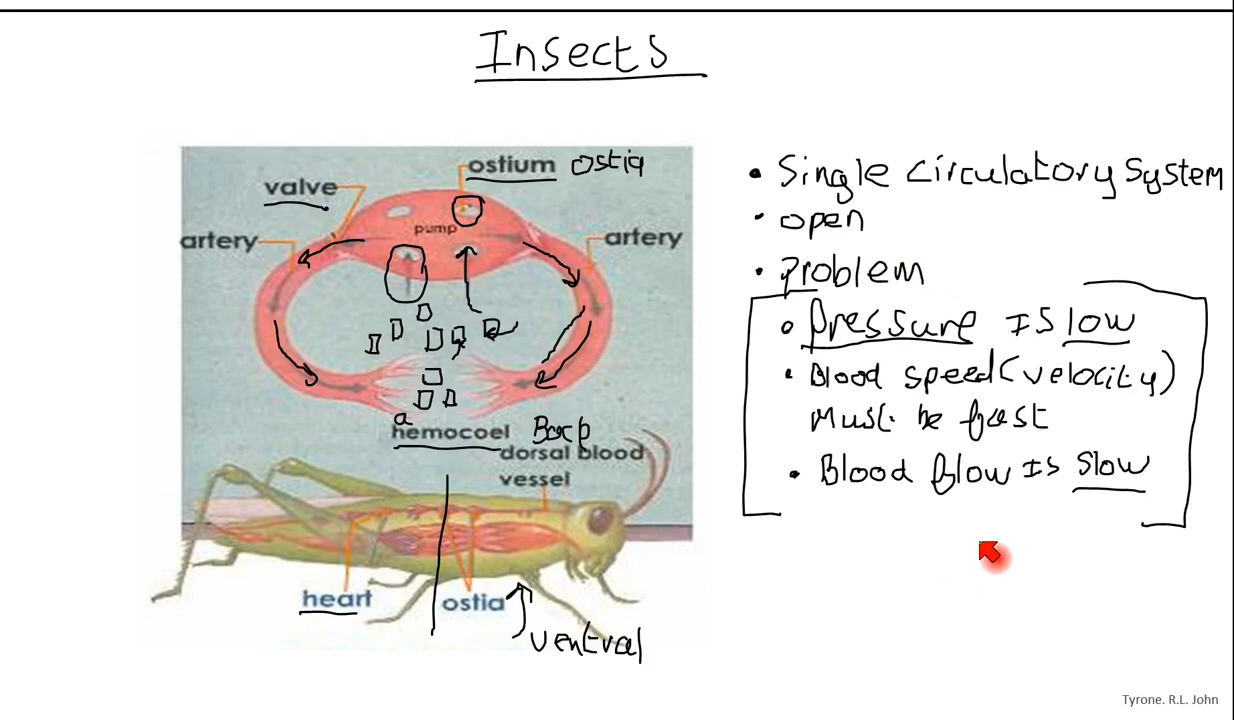 Insects
ostium ostia
valve
pump
artery
artery
a
hemocoel Back
dorsal blood
vessel
heart
ostia
ventral
• Single circulatory system
• open
• Problem
• Pressure Is low
• Blood speed (velocity)
Must be fast
• Blood flow Is slow
Tyrone. R.L. John